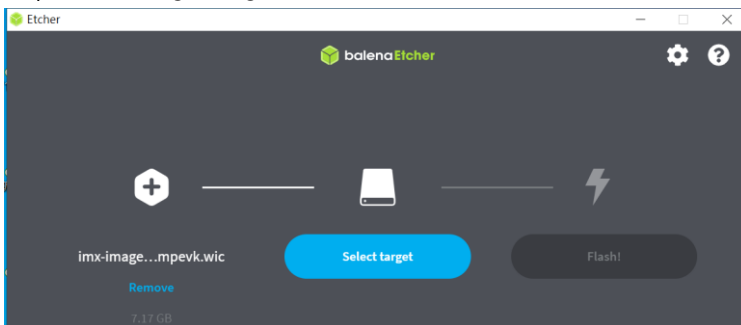 Etcher
balenaEtcher
imx-image...mpevk.wic
Select target
Flash!
Remove
7.17 GB